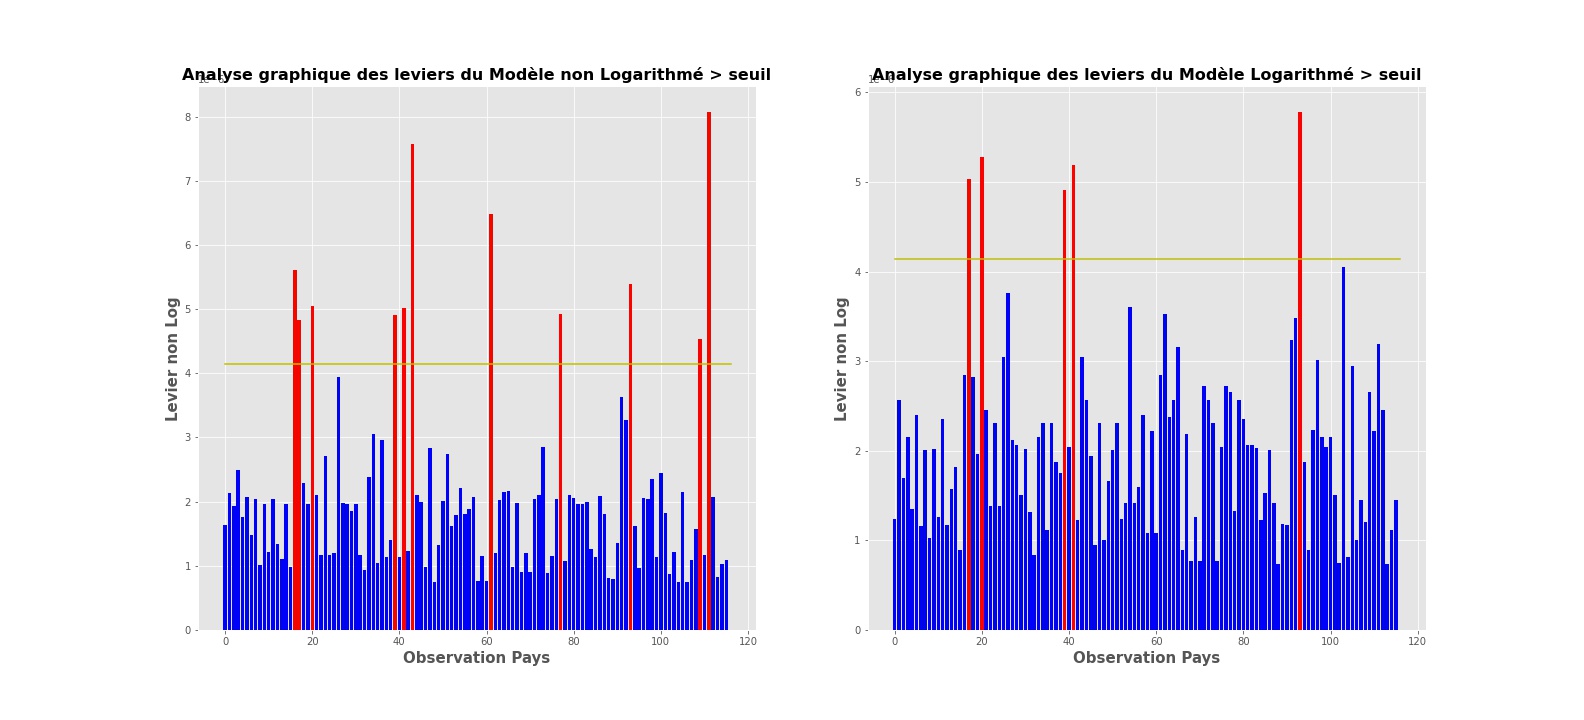 Analyse graphique des leviers du Modèle non Logarithmé > seuil
8
7
6
5
4
3
2
1
0
0 20 40 60 80 100 120
Levier non Log
Observation Pays
Analyse graphique des leviers du Modèle Logarithmé > seuil
6
5
4
3
2
1
0
0 20 40 60 80 100 120
Levier non Log
Observation Pays